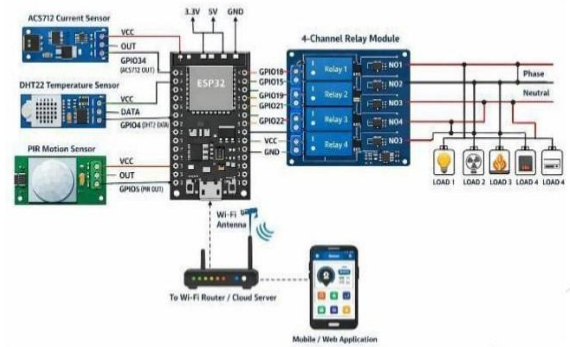 ACS712 Current Sensor
3.3V 5V GND
VCC
OUT
GPIO34
(ACS712 OUT)
DHT22 Temperature Sensor
VCC
DATA
GPIO4 (DHT22 DATA)
PIR Motion Sensor
VCC
OUT
GPIO5 (PIR OUT)
ESP32
4-Channel Relay Module
GPIO18
GPIO15
GPIO19
GPIO21
GPIO22
VCC
GND
Relay 1
Relay 2
Relay 3
Relay 4
NO1
NO2
NO3
NO4
NO3
Phase
Neutral
LOAD 1
LOAD 2
LOAD 3
LOAD 4
LOAD-4
Wi-Fi
Antenna
To Wi-Fi Router / Cloud Server
Mobile / Web Application